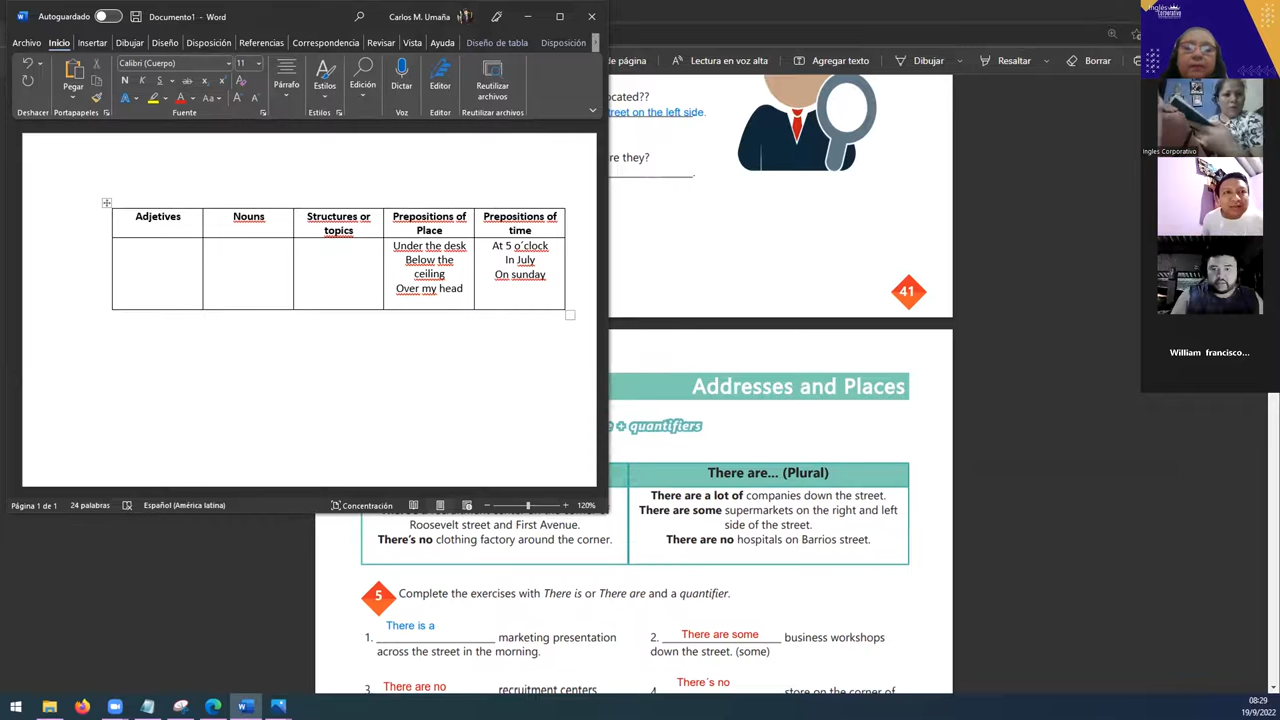 Autoguardado
Documento1 - Word
Carlos M. Umaña
Archivo Inicio Insertar Dibujar Diseño Disposición Referencias Correspondencia Revisar Vista Ayuda Diseño de tabla Disposición
Calibri (Cuerpo) 11
Pegar
N K S ab
A Aa
Párrafo
Estilos
Edición
Dictar
Editor
Reutilizar
archivos
Deshacer Portapapeles Fuente Estilos Voz Editor Reutilizar archivos
Adjetives
Nouns
Structures or
topics
Prepositions of
Place
Prepositions of
time
Under the desk
Below the
ceiling
Over my head
At 5 o´clock
In July
On sunday
Página 1 de 1 24 palabras Español (América latina) Concentración 120%
de página Lectura en voz alta Agregar texto Dibujar Resaltar Borrar
ocated??
treet on the left side.
re they?
41
Addresses and Places
e + quantifiers
There are... (Plural)
There are a lot of companies down the street.
There are some supermarkets on the right and left
side of the street.
There are no hospitals on Barrios street.
Roosevelt street and First Avenue.
There's no clothing factory around the corner.
5 Complete the exercises with There is or There are and a quantifier.
There is a
1. marketing presentation
across the street in the morning.
There are some
2. business workshops
down the street. (some)
There are no
3. recruitment centers
There´s no
4. store on the corner of
Inglés
Corporativo
Ingles Corporativo
William francisco...
08:29
19/9/2022